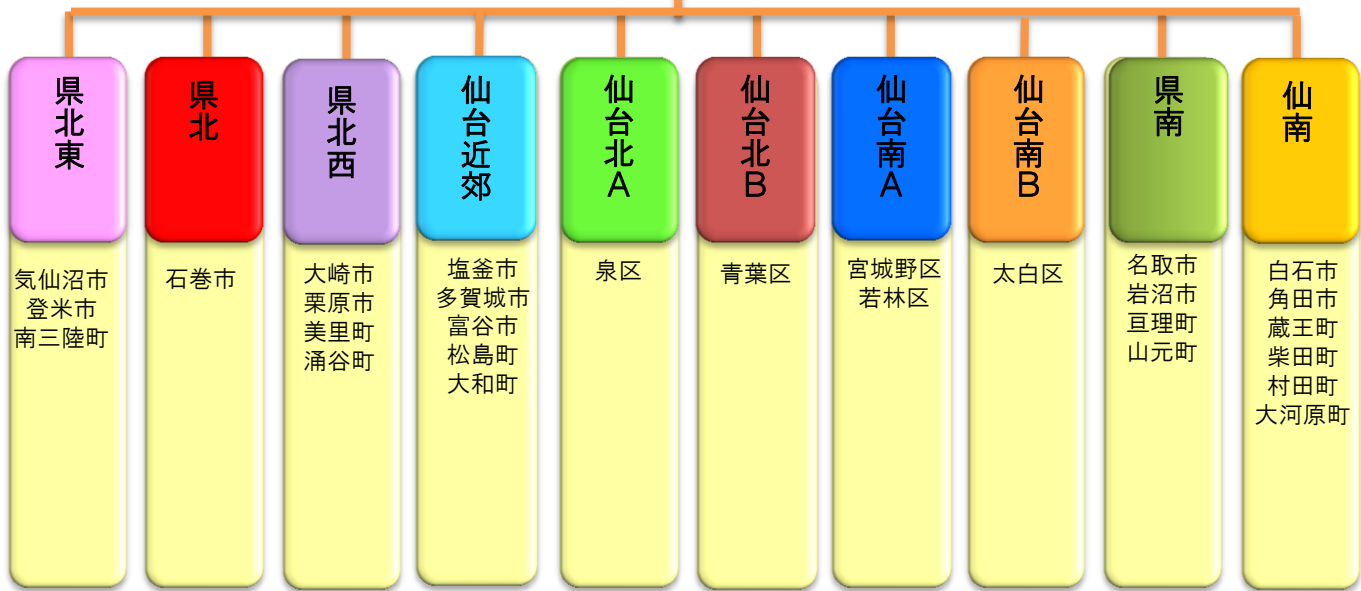 県北東
気仙沼市
登米市
南三陸町
県北
石巻市
県北西
大崎市
栗原市
美里町
涌谷町
仙台近郊
塩釜市
多賀城市
富谷市
松島町
大和町
仙台北A
泉区
仙台北B
青葉区
仙台南A
宮城野区
若林区
仙台南B
太白区
県南
名取市
岩沼市
亘理町
山元町
仙南
白石市
角田市
蔵王町
柴田町
村田町
大河原町